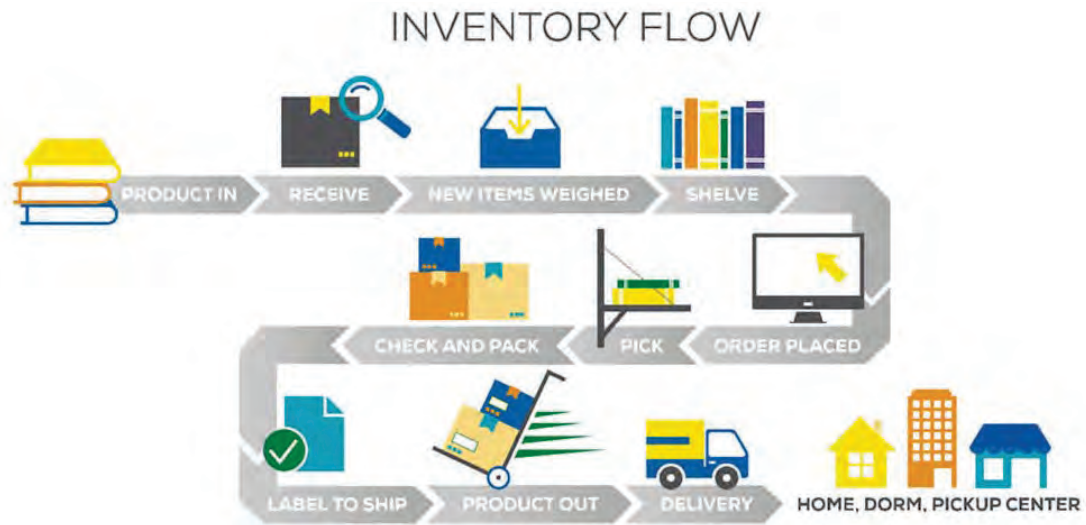 INVENTORY FLOW
PRODUCT IN
RECEIVE
NEW ITEMS WEIGHED
SHELVE
ORDER PLACED
PICK
CHECK AND PACK
LABEL TO SHIP
PRODUCT OUT
DELIVERY
HOME, DORM, PICKUP CENTER